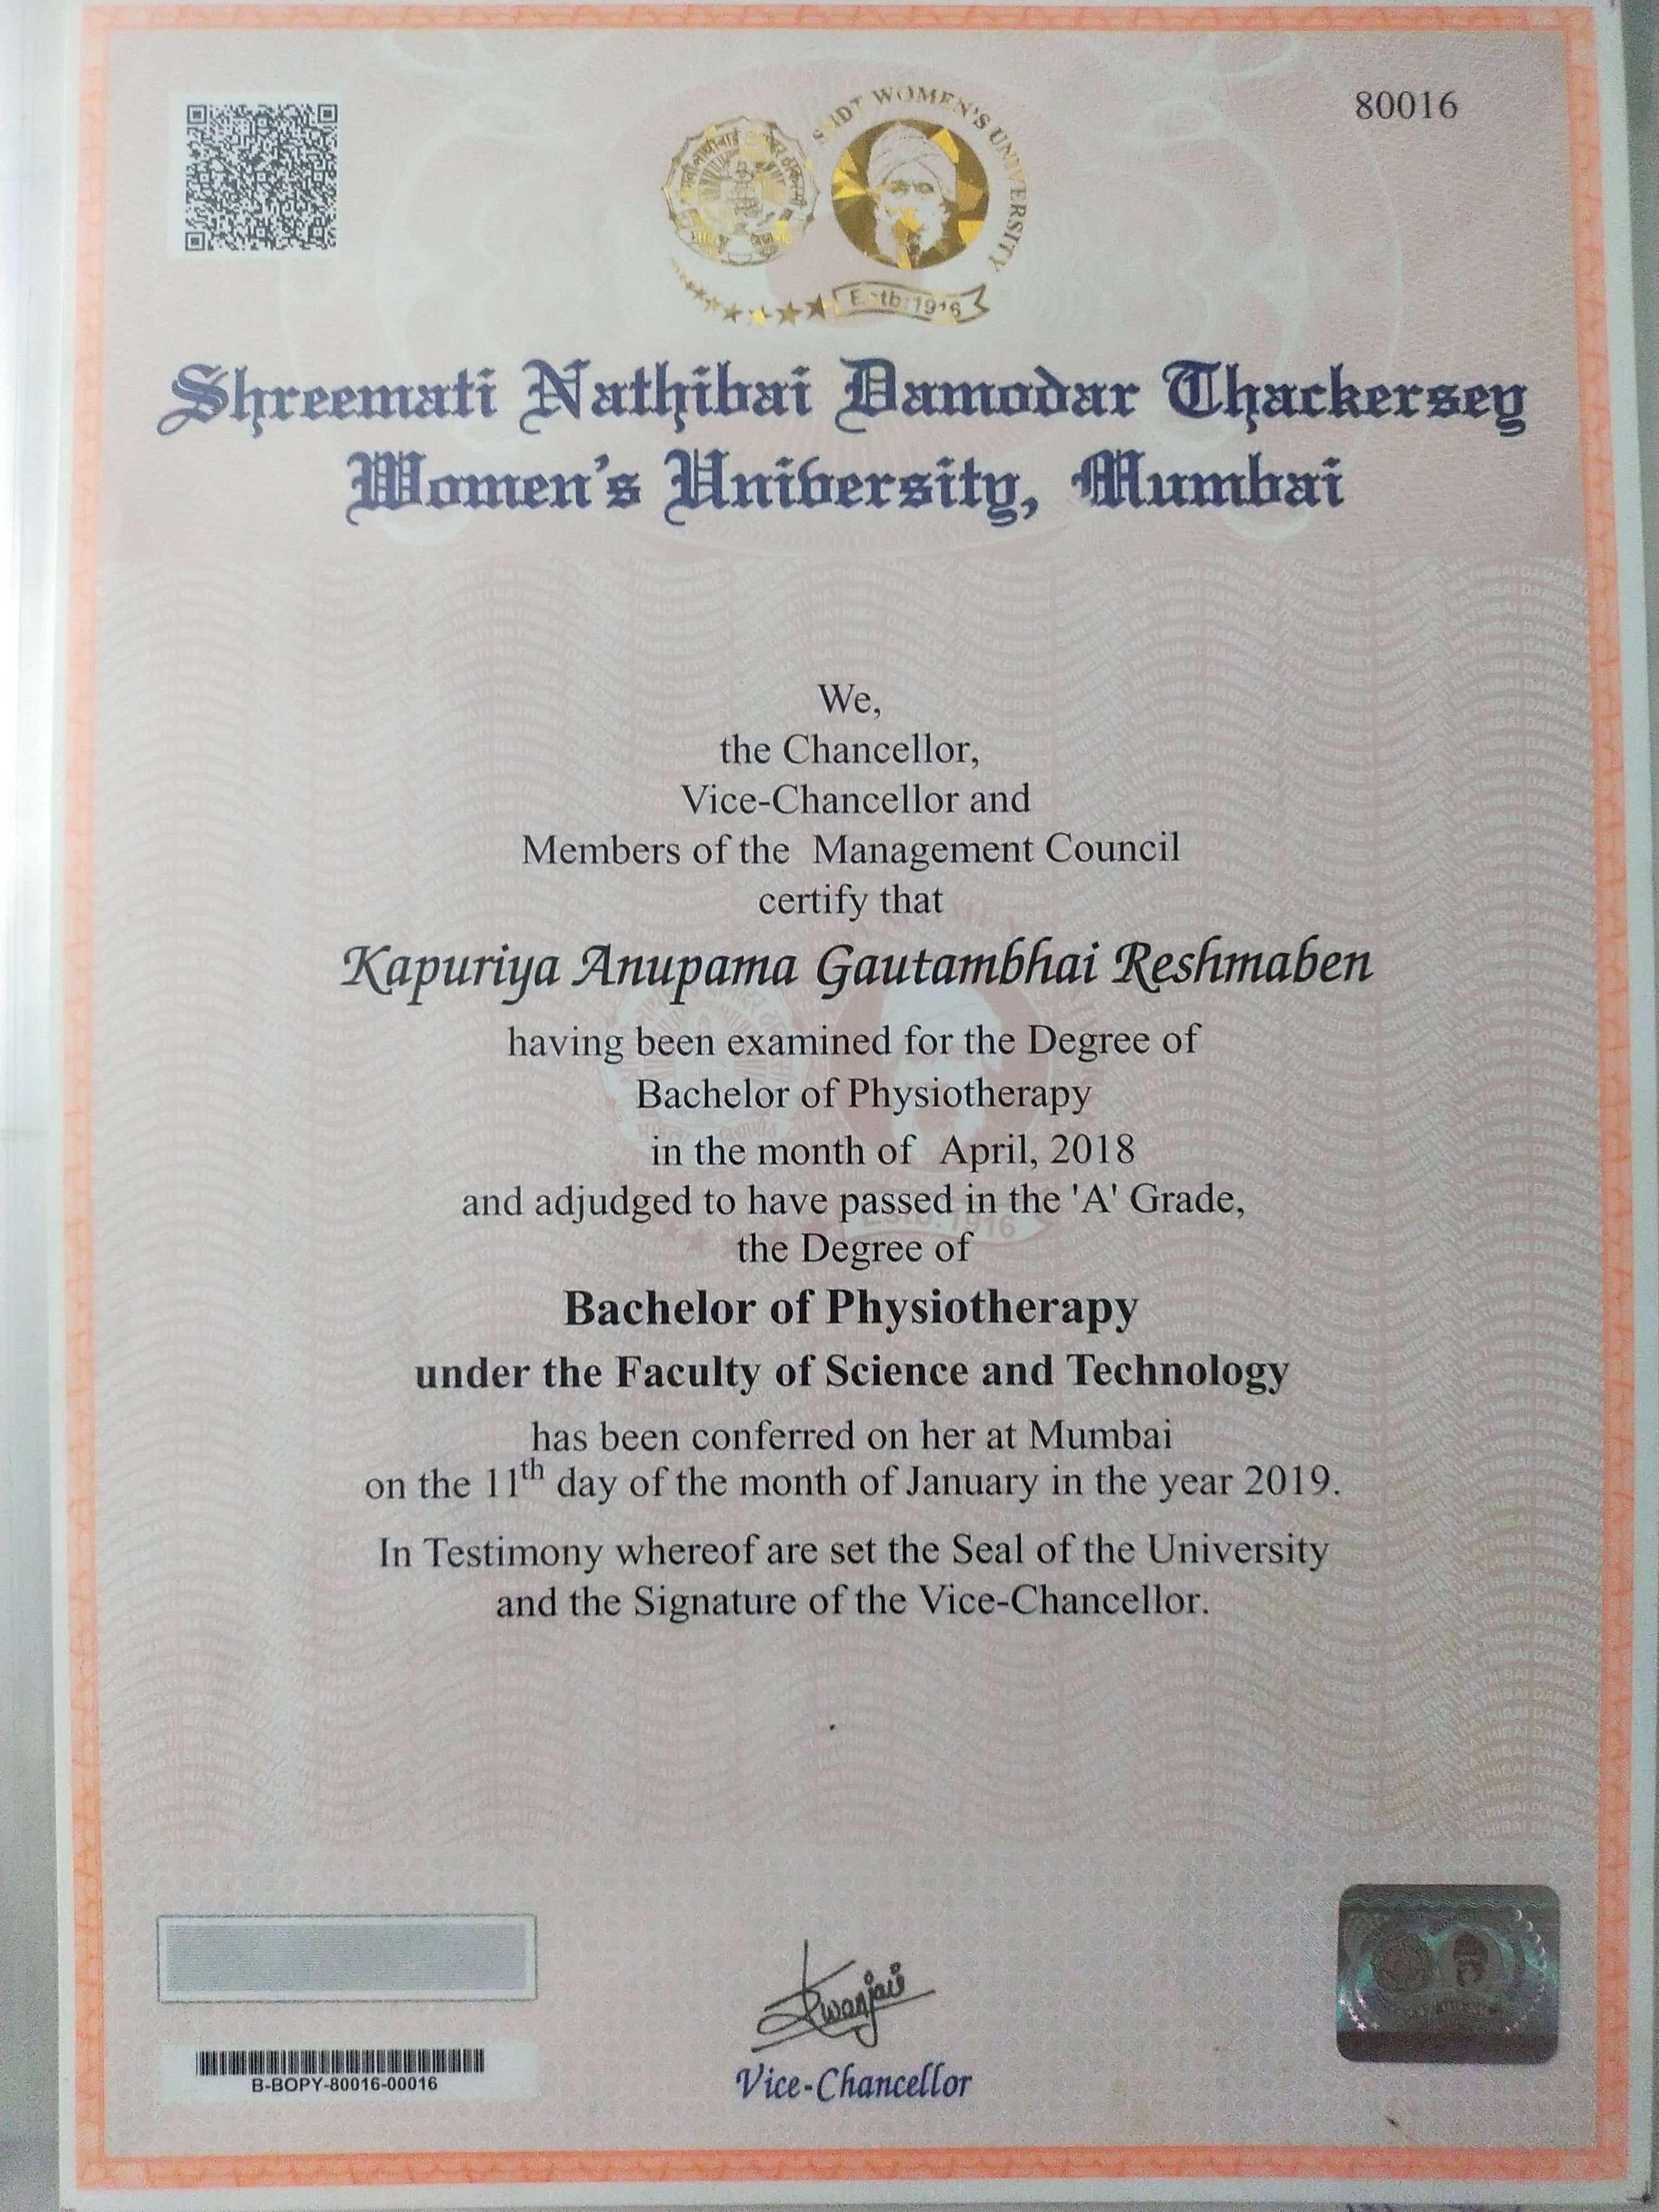 80016
SNDT WOMEN'S UNIVERSITY
Estb.1916
Shreemati Nathibai Damodar Thackersey
Women's University, Mumbai
We,
the Chancellor,
Vice-Chancellor and
Members of the Management Council
certify that
Kapuriya Anupama Gautambhai Reshmaben
having been examined for the Degree of
Bachelor of Physiotherapy
in the month of April, 2018
and adjudged to have passed in the 'A' Grade,
the Degree of
Bachelor of Physiotherapy
under the Faculty of Science and Technology
has been conferred on her at Mumbai
on the 11th day of the month of January in the year 2019.
In Testimony whereof are set the Seal of the University
and the Signature of the Vice-Chancellor.
Vice-Chancellor
B-BOPY-80016-00016